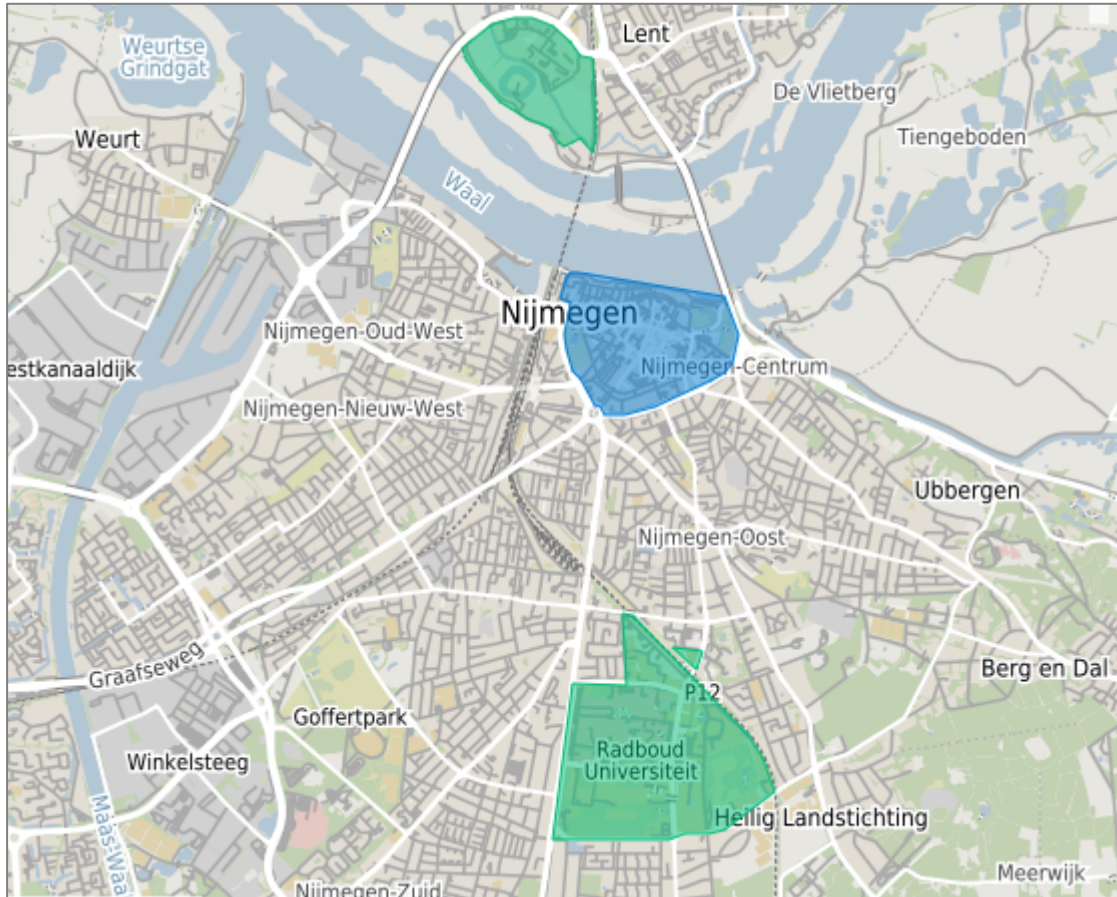 Lent
Weurtse
Grindgat
De Vlietberg
Weurt
Tiengeboden
Waal
Nijmegen
Nijmegen-Oud-West
estkanaaldijk
Nijmegen-Centrum
Nijmegen-Nieuw-West
Ubbergen
Nijmegen-Oost
Graafseweg
Berg en Dal
P12
Goffertpark
Radboud
Universiteit
Winkelsteeg
Maas-Waal
Heilig Landstichting
Meerwijk
Nijmegen-Zuid